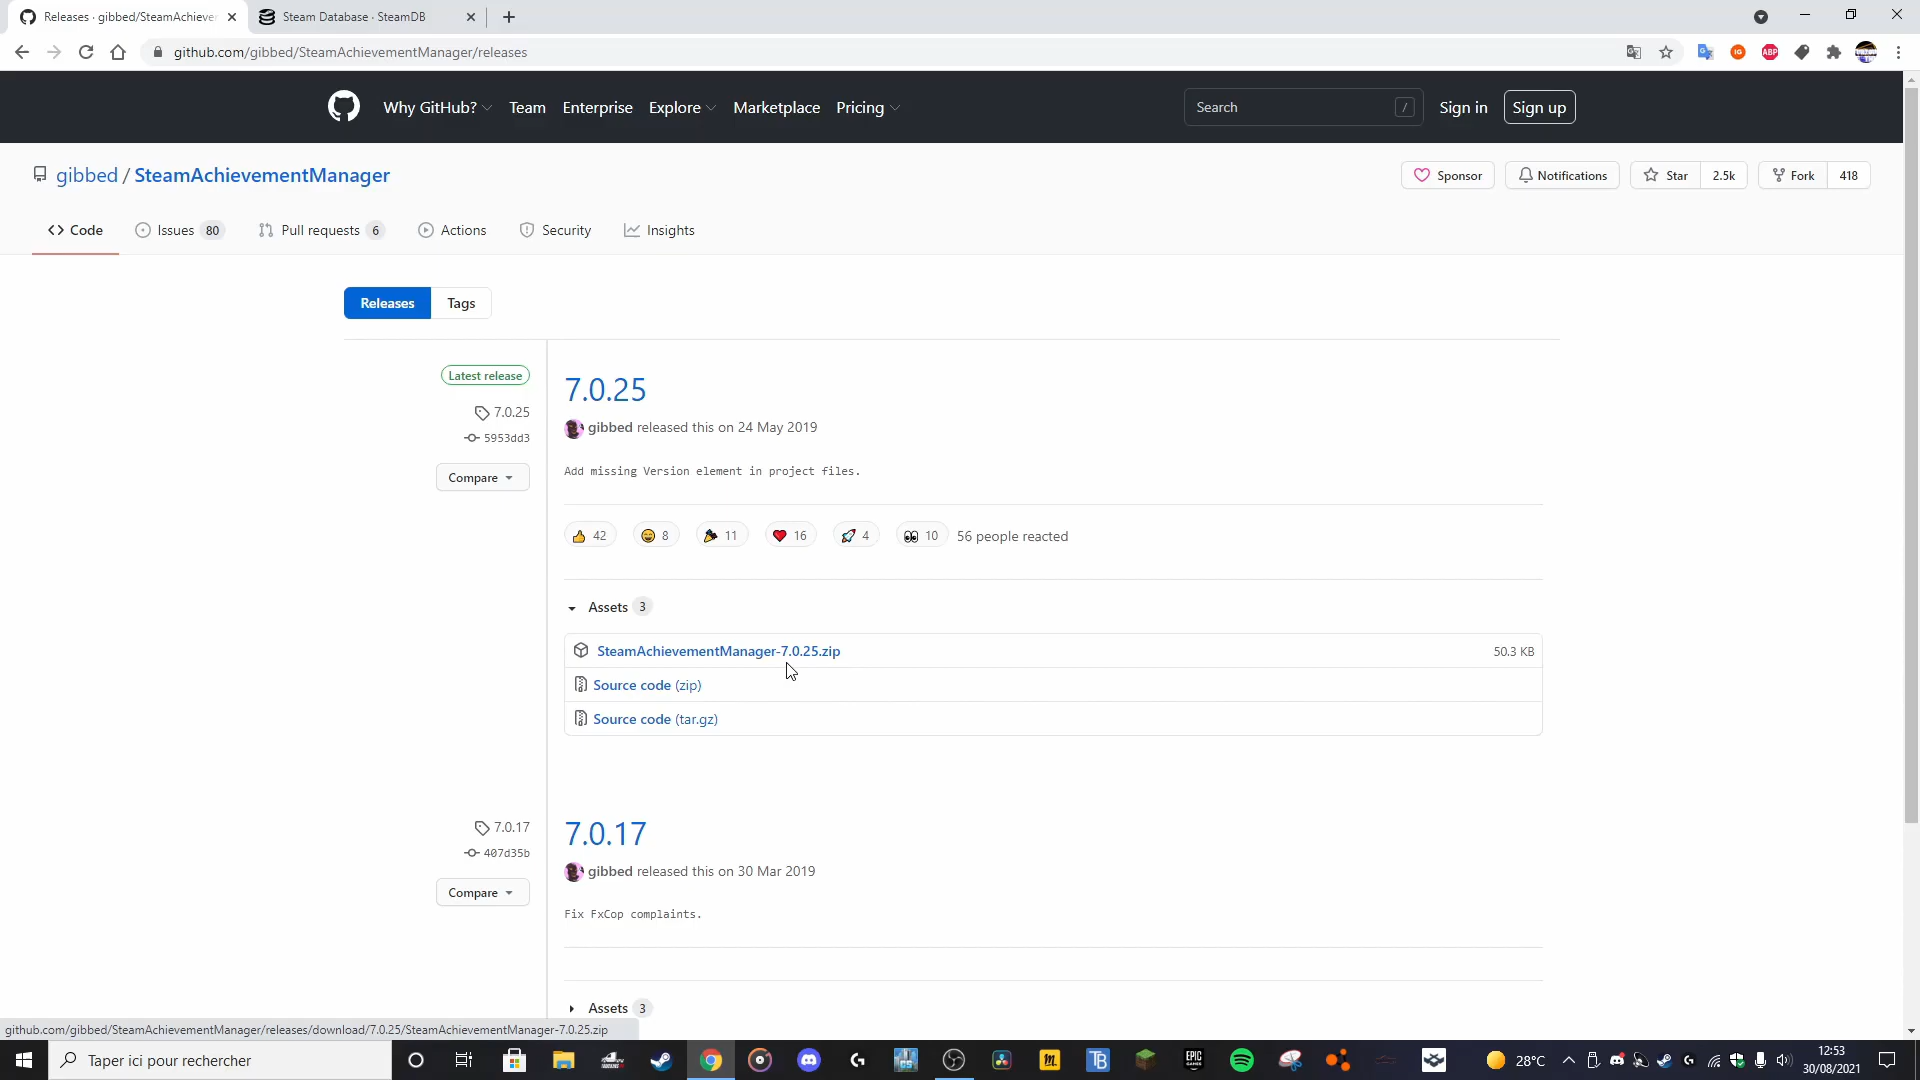 Releases · gibbed/SteamAchieve
Steam Database · SteamDB
github.com/gibbed/SteamAchievementManager/releases
Why GitHub?
Team
Enterprise
Explore
Marketplace
Pricing
Search
/
Sign in
Sign up
gibbed / SteamAchievementManager
Sponsor
Notifications
Star 2.5k
Fork 418
Code
Issues 80
Pull requests 6
Actions
Security
Insights
Releases
Tags
Latest release
7.0.25
5953dd3
Compare
7.0.25
gibbed released this on 24 May 2019
Add missing Version element in project files.
42
8
11
16
4
10
56 people reacted
Assets 3
SteamAchievementManager-7.0.25.zip
50.3 KB
Source code (zip)
Source code (tar.gz)
7.0.17
407d35b
Compare
7.0.17
gibbed released this on 30 Mar 2019
Fix FxCop complaints.
Assets 3
github.com/gibbed/SteamAchievementManager/releases/download/7.0.25/SteamAchievementManager-7.0.25.zip
Taper ici pour rechercher
28°C
12:53
30/08/2021